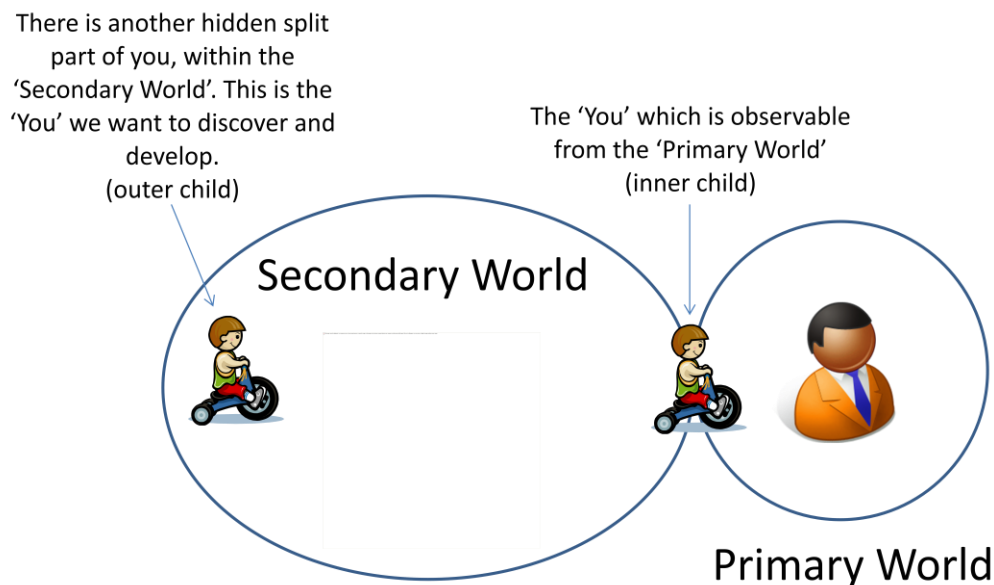 There is another hidden split
part of you, within the
‘Secondary World’. This is the
‘You’ we want to discover and
develop.
(outer child)
The ‘You’ which is observable
from the ‘Primary World’
(inner child)
Secondary World
Primary World